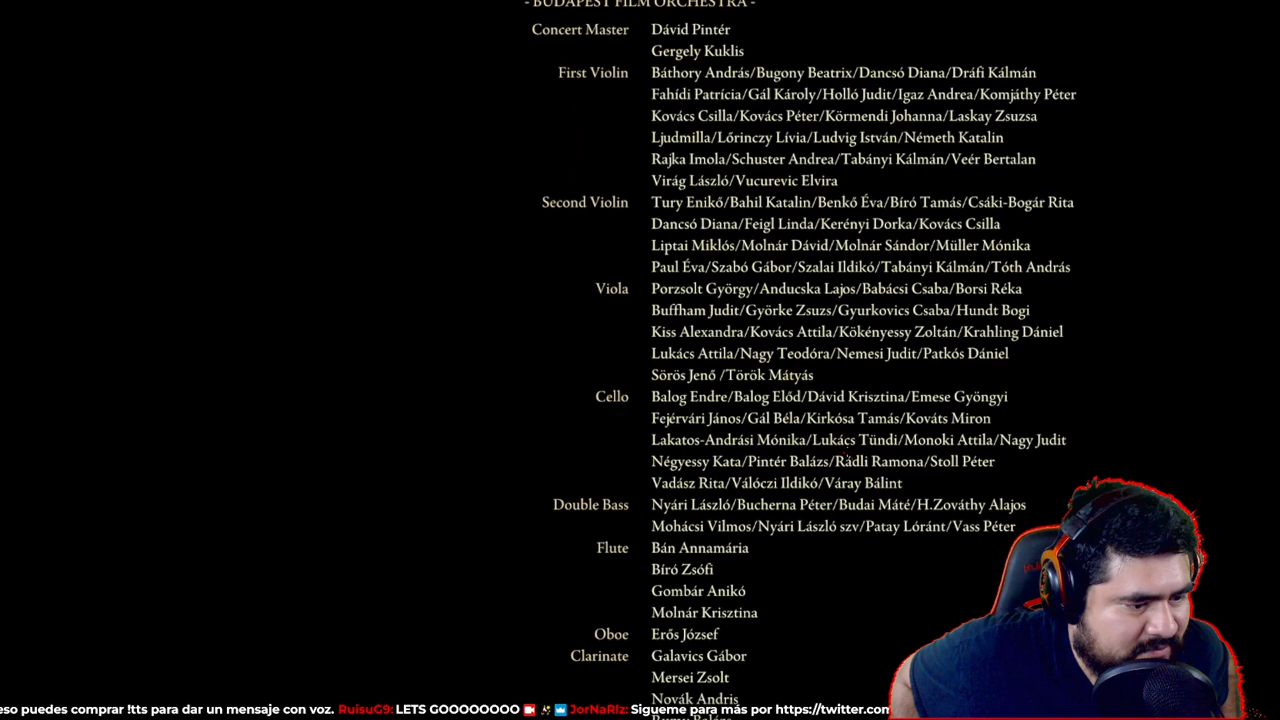 - BUDAPEST FILM ORCHESTRA -
Concert Master Dávid Pintér
Gergely Kuklis
First Violin Báthory András/Bugony Beatrix/Dancsó Diana/Dráfi Kálmán
Fahídi Patrícia/Gál Károly/Holló Judit/Igaz Andrea/Komjáthy Péter
Kovács Csilla/Kovács Péter/Körmendi Johanna/Laskay Zsuzsa
Ljudmilla/Lőrinczy Lívia/Ludvig István/Németh Katalin
Rajka Imola/Schuster Andrea/Tabányi Kálmán/Veér Bertalan
Virág László/Vucurevic Elvira
Second Violin Tury Enikő/Bahil Katalin/Benkő Éva/Bíró Tamás/Csáki-Bogár Rita
Dancsó Diana/Feigl Linda/Kerényi Dorka/Kovács Csilla
Liptai Miklós/Molnár Dávid/Molnár Sándor/Müller Mónika
Paul Éva/Szabó Gábor/Szalai Ildikó/Tabányi Kálmán/Tóth András
Viola Porzsolt György/Anducska Lajos/Babácsi Csaba/Borsi Réka
Buffham Judit/Györke Zsuzs/Gyurkovics Csaba/Hundt Bogi
Kiss Alexandra/Kovács Attila/Kökényessy Zoltán/Krahling Dániel
Lukács Attila/Nagy Teodóra/Nemesi Judit/Patkós Dániel
Sörös Jenő /Török Mátyás
Cello Balog Endre/Balog Előd/Dávid Krisztina/Emese Gyöngyi
Fejérvári János/Gál Béla/Kirkósa Tamás/Kováts Miron
Lakatos-Andrási Mónika/Lukács Tündi/Monoki Attila/Nagy Judit
Négyessy Kata/Pintér Balázs/Rádli Ramona/Stoll Péter
Vadász Rita/Válóczi Ildikó/Váray Bálint
Double Bass Nyári László/Bucherna Péter/Budai Máté/H.Zováthy Alajos
Mohácsi Vilmos/Nyári László szv/Patay Lóránt/Vass Péter
Flute Bán Annamária
Bíró Zsófi
Gombár Anikó
Molnár Krisztina
Oboe Erős József
Clarinate Galavics Gábor
Mersei Zsolt
Novák Andris
eso puedes comprar !tts para dar un mensaje con voz. RuisuG9: LETS GOOOOOOOO JorNaRlz: Sigueme para más por https://twitter.com